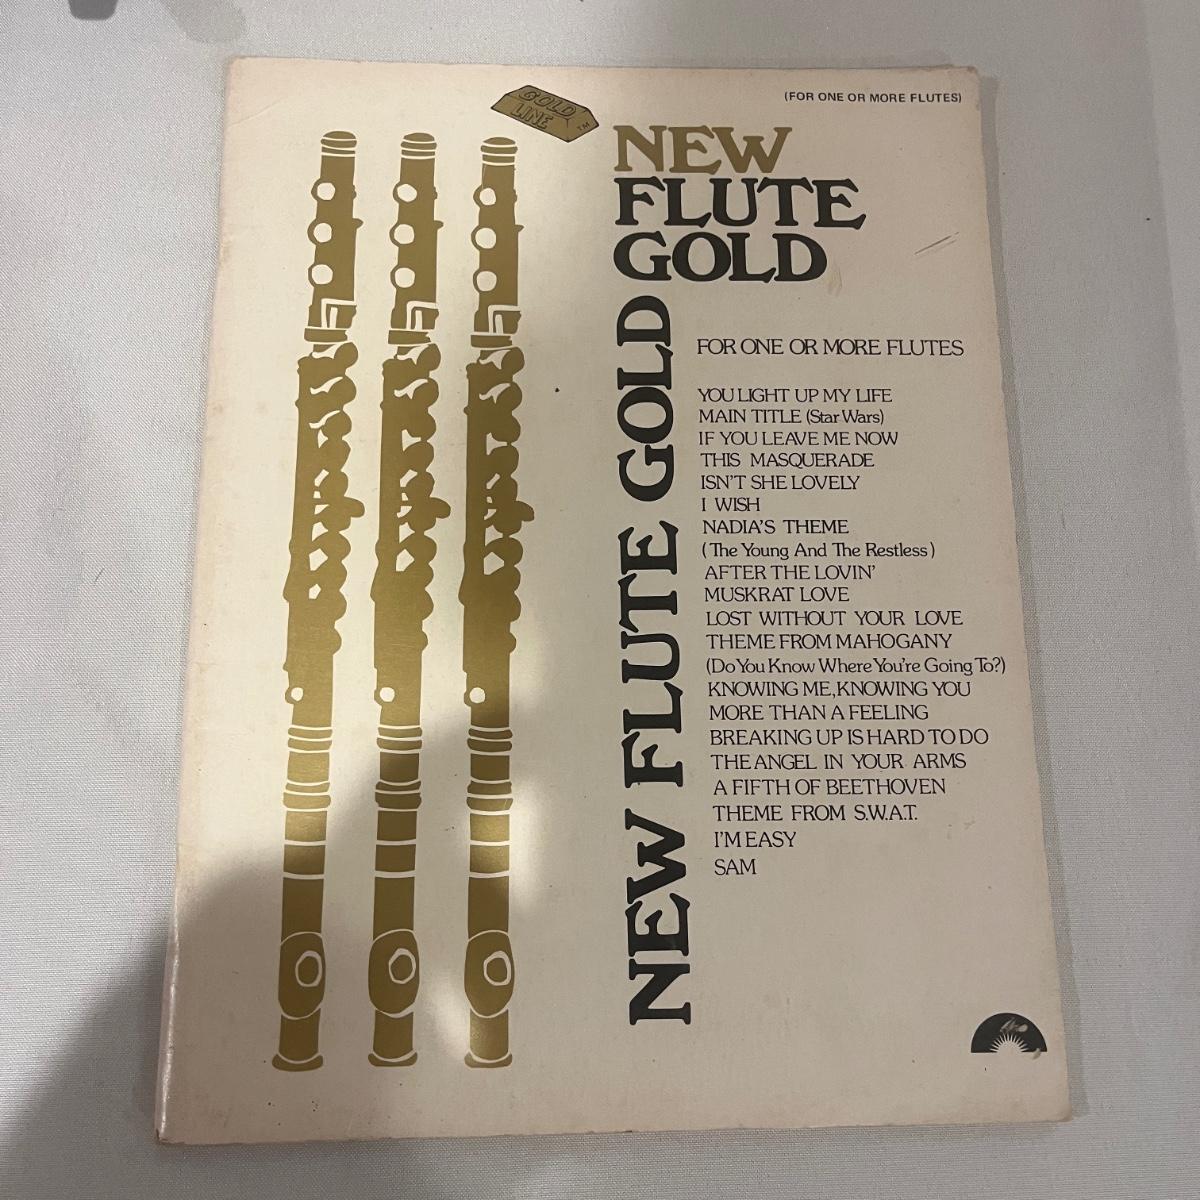 GOLD
LINE™
(FOR ONE OR MORE FLUTES)
NEW
FLUTE
GOLD
NEW FLUTE GOLD
FOR ONE OR MORE FLUTES
YOU LIGHT UP MY LIFE
MAIN TITLE (Star Wars)
IF YOU LEAVE ME NOW
THIS MASQUERADE
ISN'T SHE LOVELY
I WISH
NADIA'S THEME
(The Young And The Restless)
AFTER THE LOVIN'
MUSKRAT LOVE
LOST WITHOUT YOUR LOVE
THEME FROM MAHOGANY
(Do You Know Where You're Going To?)
KNOWING ME, KNOWING YOU
MORE THAN A FEELING
BREAKING UP IS HARD TO DO
THE ANGEL IN YOUR ARMS
A FIFTH OF BEETHOVEN
THEME FROM S.W.A.T.
I'M EASY
SAM